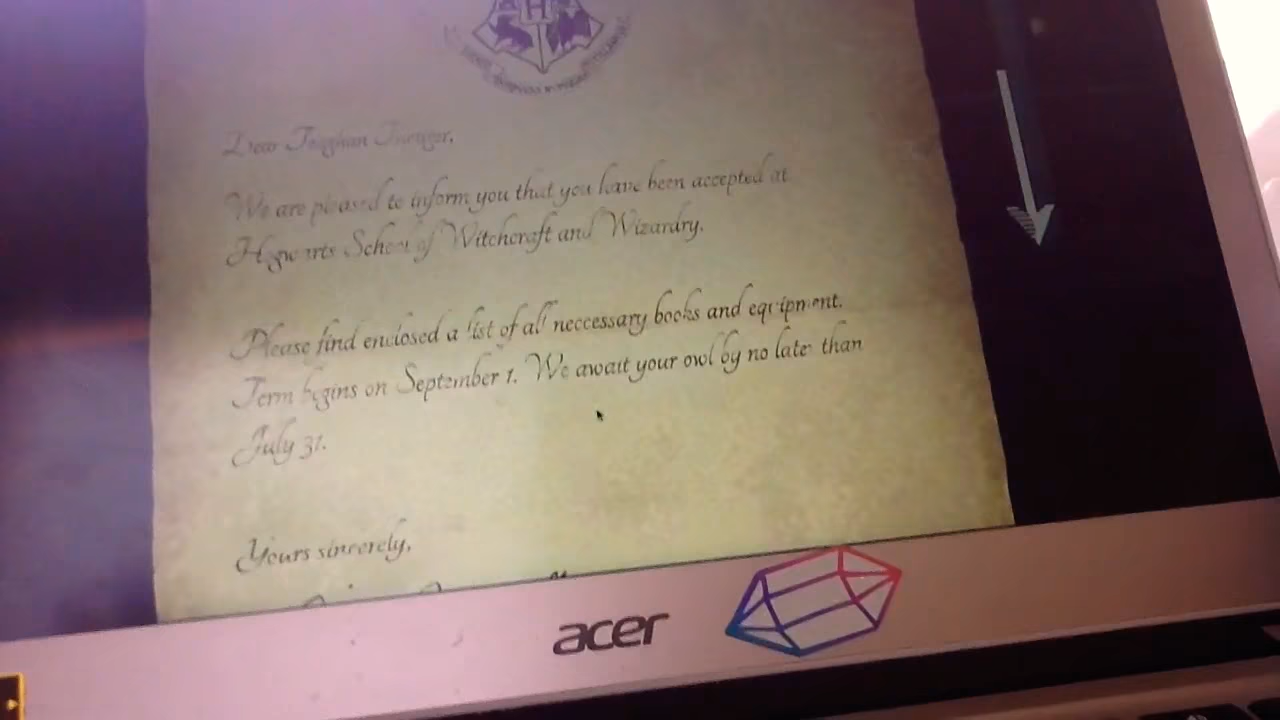 H
Dear
We are pleased to inform you that you have been accepted at
Hogwarts School of Witchcraft and Wizardry.
Please find enclosed a list of all neccessary books and equipment.
Term begins on September 1. We await your owl by no later than
July 31.
Yours sincerely,
acer